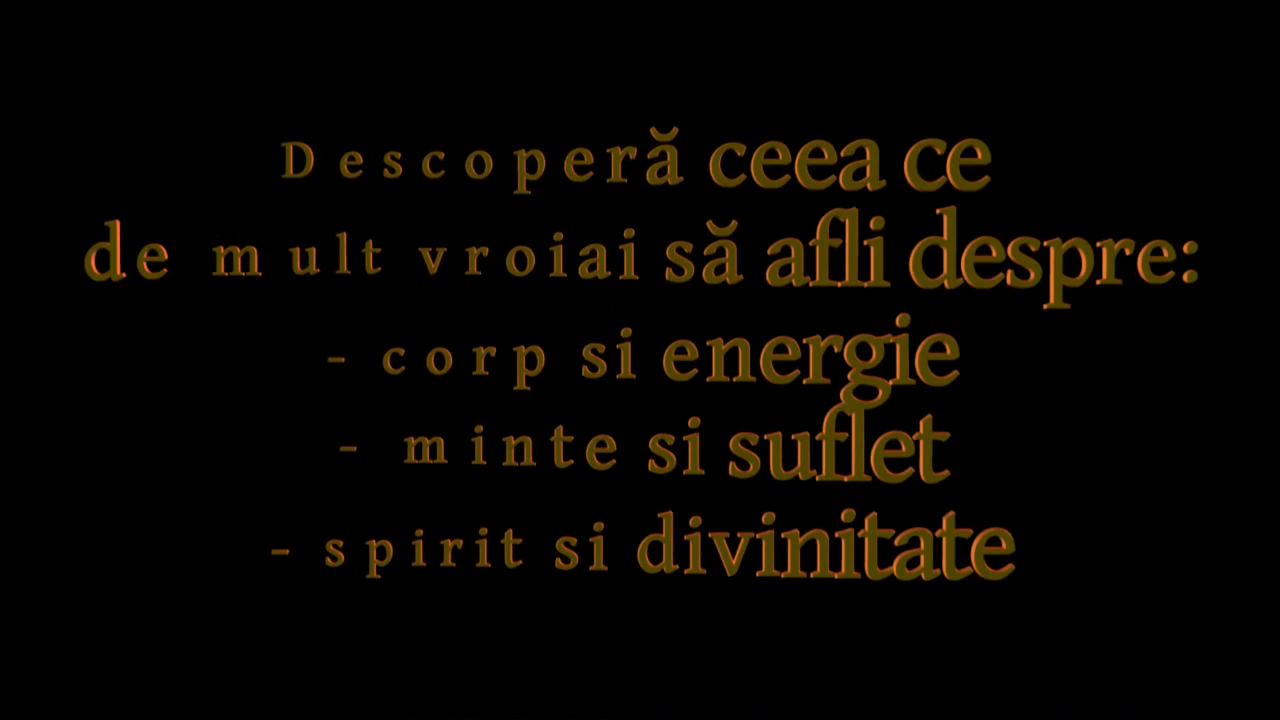 Descoperă ceea ce
de mult vroiai să afli despre:
- corp si energie
- minte si suflet
- spirit si divinitate